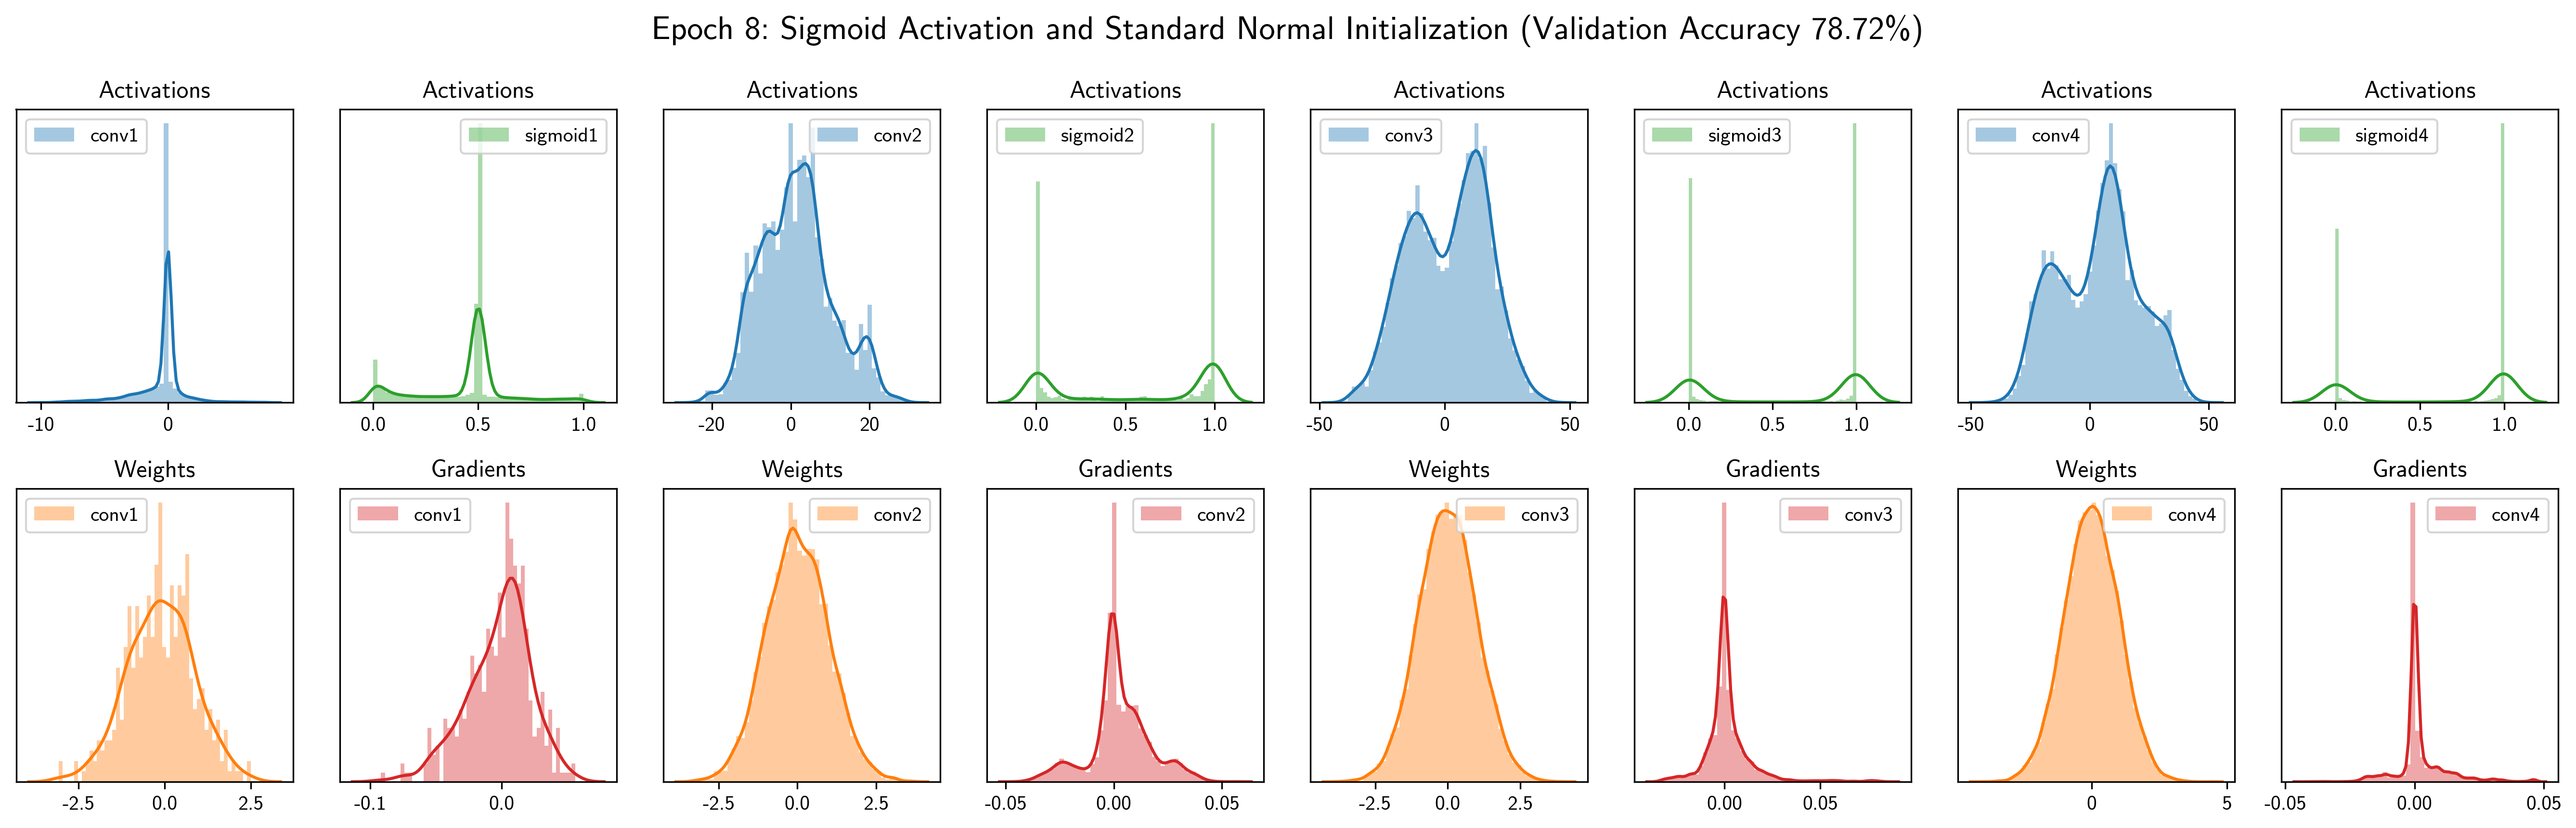 Epoch 8: Sigmoid Activation and Standard Normal Initialization (Validation Accuracy 78.72%)
Activations Activations Activations Activations Activations Activations Activations Activations
conv1 sigmoid1 conv2 sigmoid2 conv3 sigmoid3 conv4 sigmoid4
-10 0 0.0 0.5 1.0 -20 0 20 0.0 0.5 1.0 -50 0 50 0.0 0.5 1.0 -50 0 50 0.0 0.5 1.0
Weights Gradients Weights Gradients Weights Gradients Weights Gradients
conv1 conv1 conv2 conv2 conv3 conv3 conv4 conv4
-2.5 0.0 2.5 -0.1 0.0 -2.5 0.0 2.5 -0.05 0.00 0.05 -2.5 0.0 2.5 0.00 0.05 0 5 -0.05 0.00 0.05